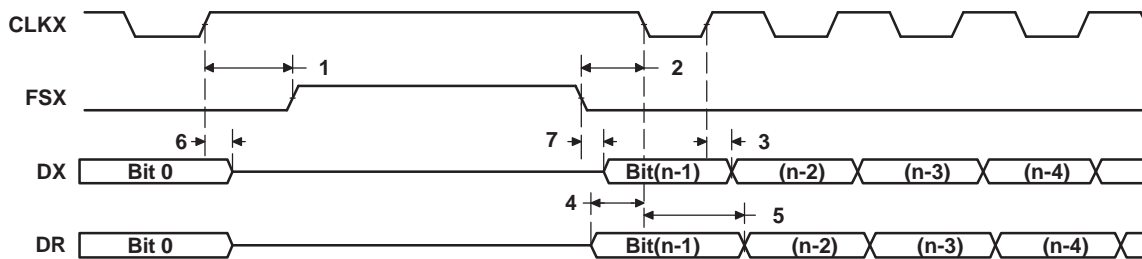 CLKX
1 2
FSX
6 7 3
DX Bit 0 Bit(n-1) (n-2) (n-3) (n-4)
4 5
DR Bit 0 Bit(n-1) (n-2) (n-3) (n-4)